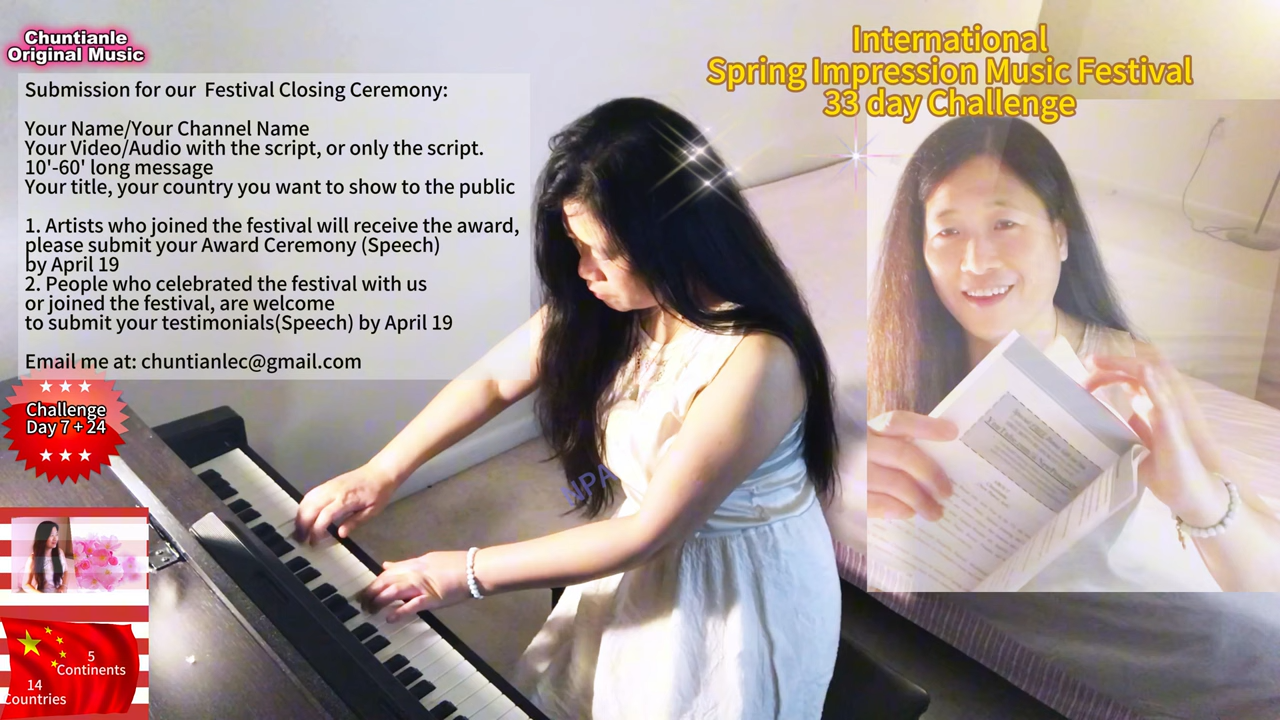 Chuntianle
Original Music
International
Spring Impression Music Festival
33 day Challenge
Submission for our Festival Closing Ceremony:
Your Name/Your Channel Name
Your Video/Audio with the script, or only the script.
10'-60' long message
Your title, your country you want to show to the public
1. Artists who joined the festival will receive the award,
please submit your Award Ceremony (Speech)
by April 19
2. People who celebrated the festival with us
or joined the festival, are welcome
to submit your testimonials(Speech) by April 19
Email me at: chuntianlec@gmail.com
Challenge
Day 7 + 24
5
Continents
14
Countries